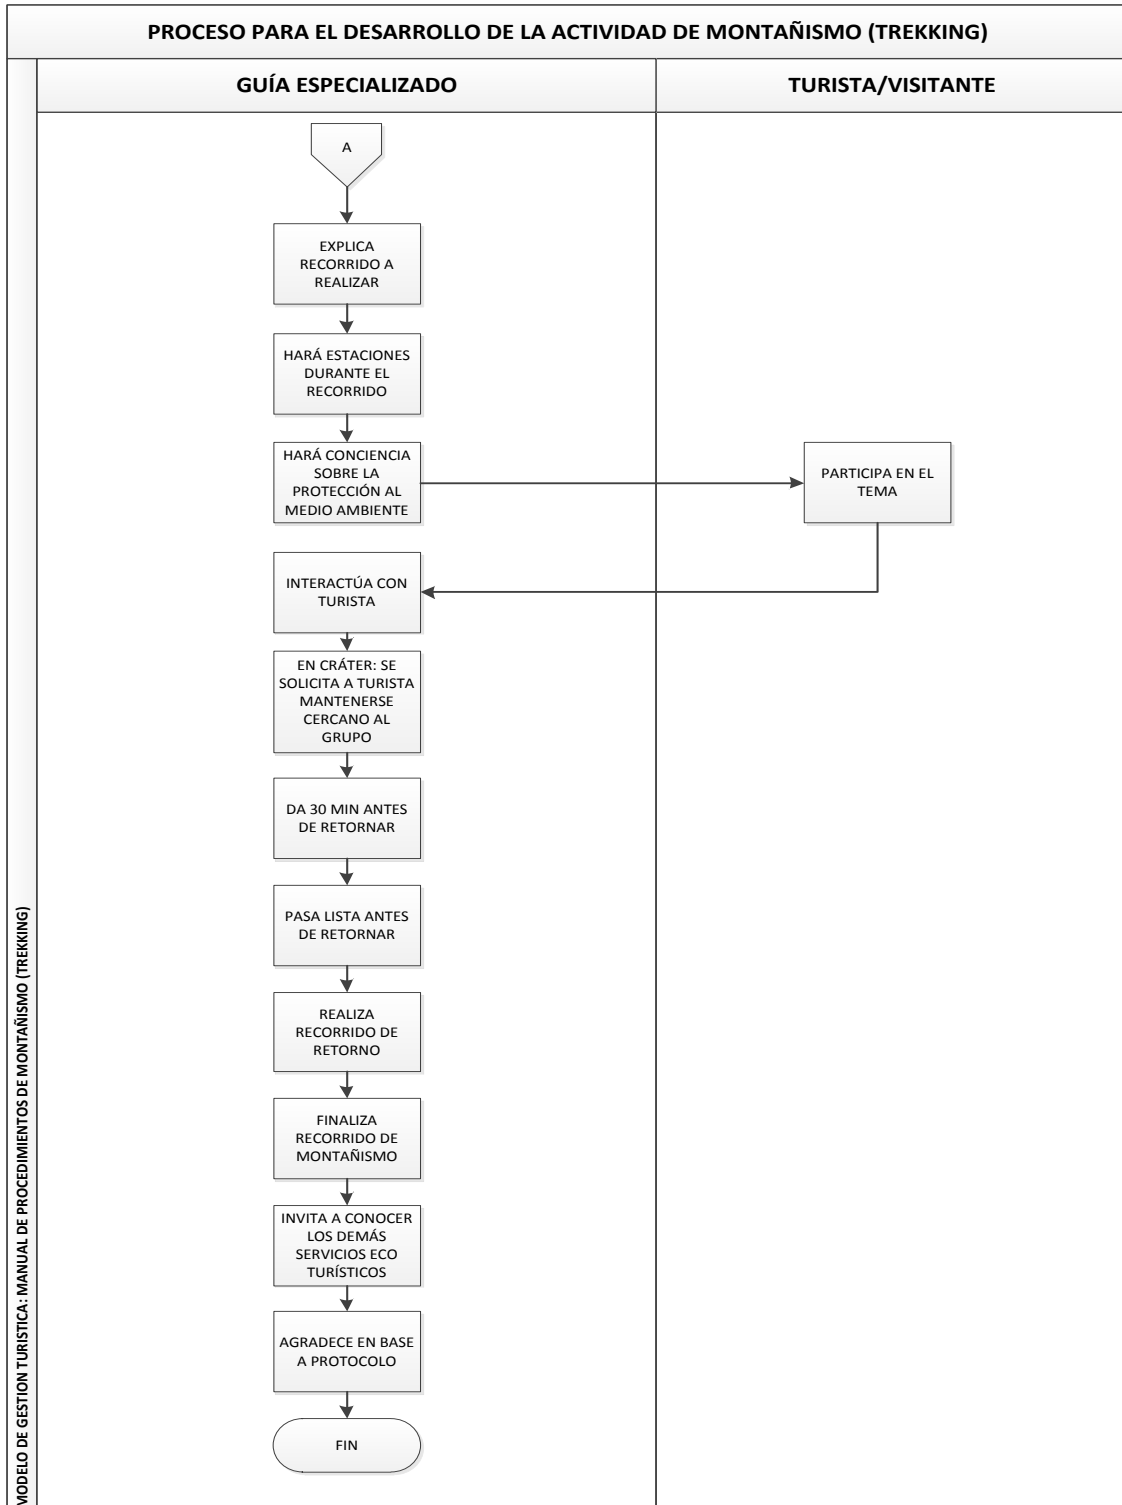 PROCESO PARA EL DESARROLLO DE LA ACTIVIDAD DE MONTAÑISMO (TREKKING)
GUÍA ESPECIALIZADO
TURISTA/VISITANTE
A
EXPLICA
RECORRIDO A
REALIZAR
HARÁ ESTACIONES
DURANTE EL
RECORRIDO
HARÁ CONCIENCIA
SOBRE LA
PROTECCIÓN AL
MEDIO AMBIENTE
PARTICIPA EN EL
TEMA
INTERACTÚA CON
TURISTA
EN CRÁTER: SE
SOLICITA A TURISTA
MANTENERSE
CERCANO AL
GRUPO
DA 30 MIN ANTES
DE RETORNAR
PASA LISTA ANTES
DE RETORNAR
REALIZA
RECORRIDO DE
RETORNO
FINALIZA
RECORRIDO DE
MONTAÑISMO
INVITA A CONOCER
LOS DEMÁS
SERVICIOS ECO
TURÍSTICOS
AGRADECE EN BASE
A PROTOCOLO
FIN
MODELO DE GESTION TURISTICA: MANUAL DE PROCEDIMIENTOS DE MONTAÑISMO (TREKKING)